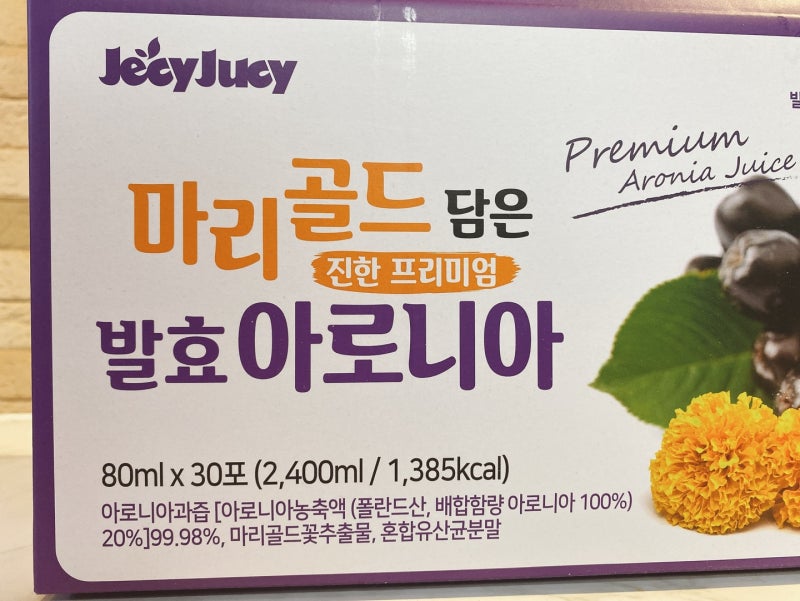 JecyJucy
발
Premium
Aronia Juice
마리골드 담은
진한 프리미엄
발효 아로니아
80ml x 30포 (2,400ml / 1,385kcal)
아로니아과즙 [아로니아농축액 (폴란드산, 배합함량 아로니아 100%)
20%]99.98%, 마리골드꽃추출물, 혼합유산균분말